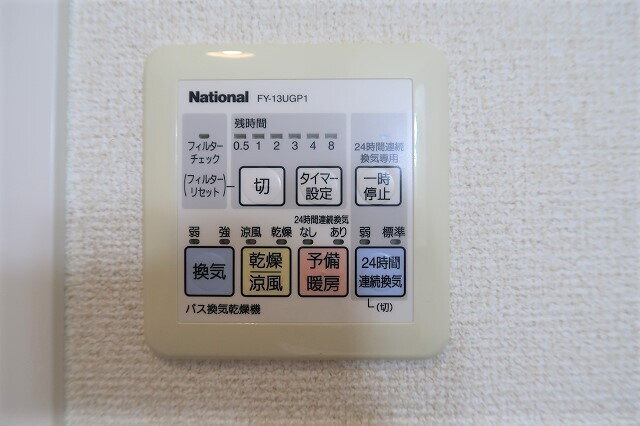 National FY-13UGP1
残時間
0.5 1 2 3 4 8
フィルター
チェック
24時間連続
換気専用
(フィルター
リセット)
切
タイマー
設定
一時
停止
24時間連続換気
弱 強 涼風 乾燥 なし あり 弱 標準
換気
乾燥
涼風
予備
暖房
24時間
連続換気
(切)
バス換気乾燥機